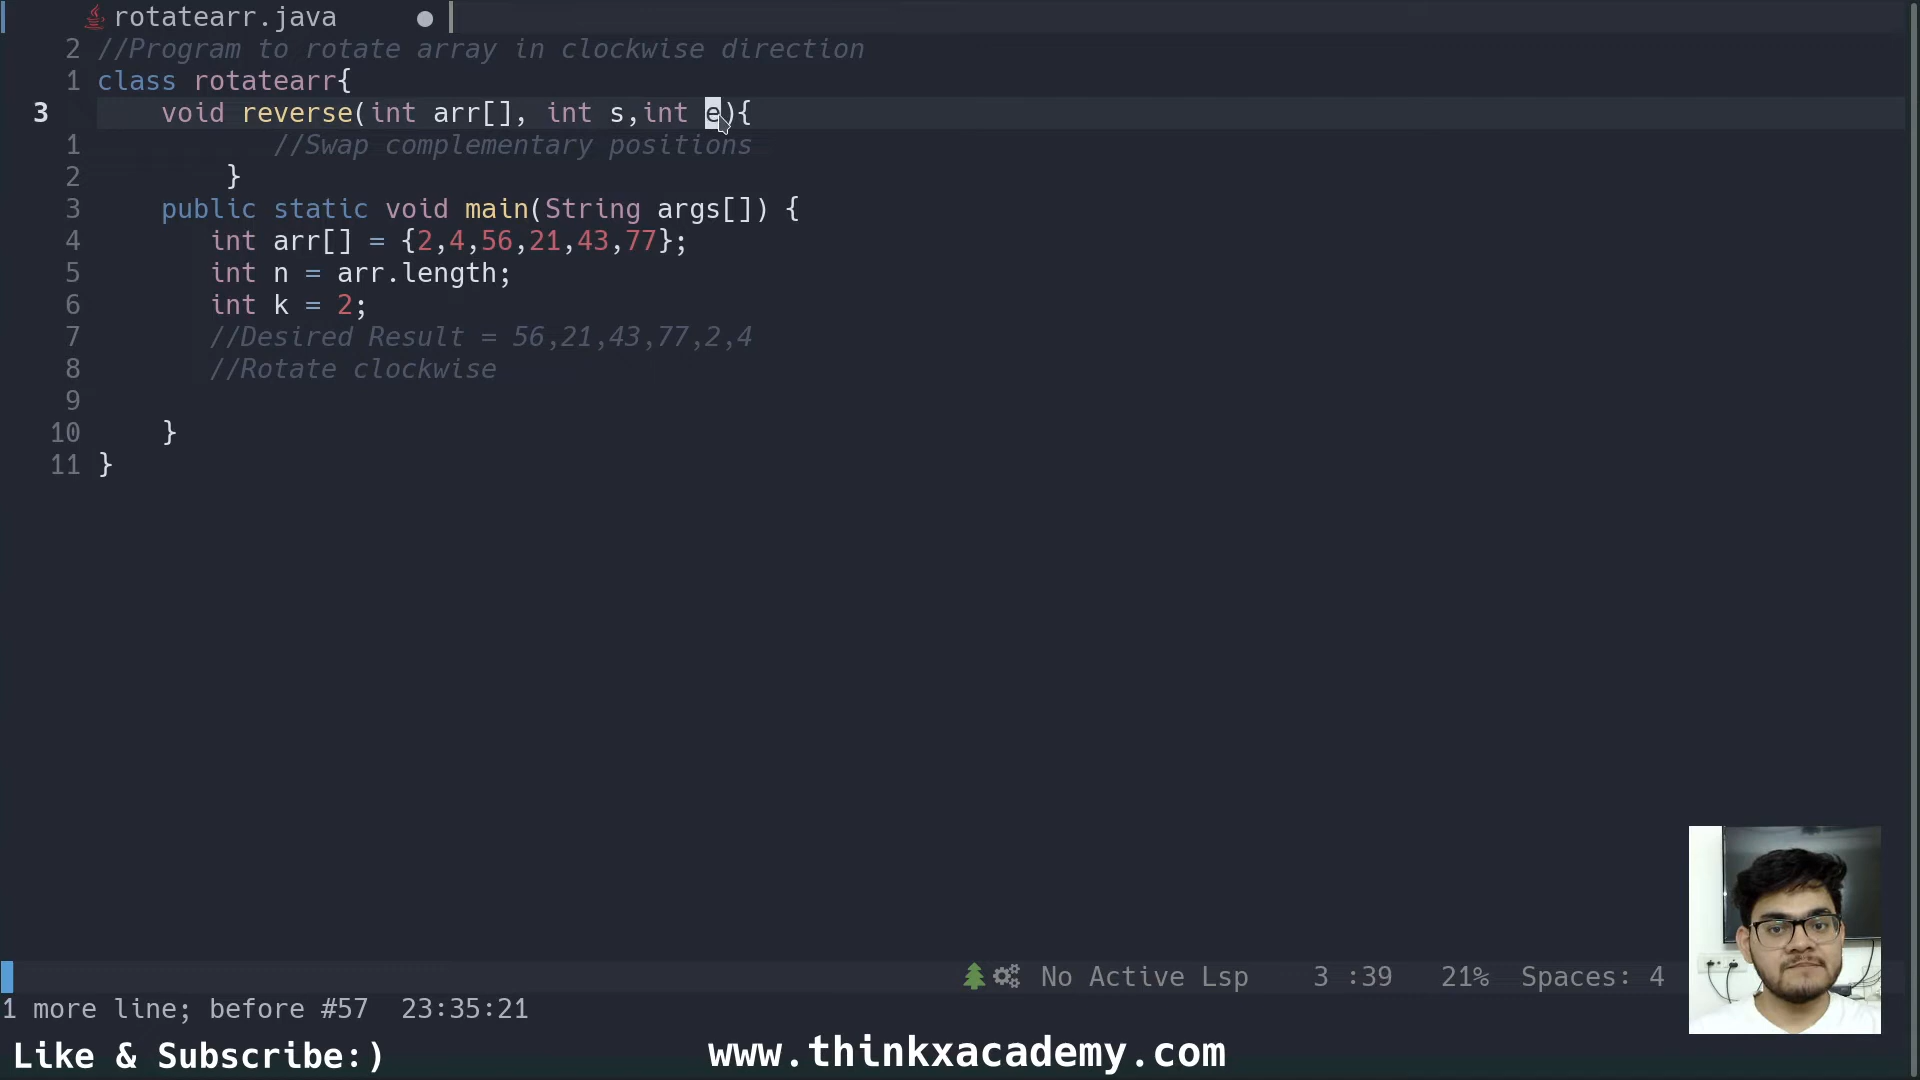 rotatearr.java ●
2 //Program to rotate array in clockwise direction
1 class rotatearr{
3 void reverse(int arr[], int s,int e){
1 //Swap complementary positions
2 }
3 public static void main(String args[]) {
4 int arr[] = {2,4,56,21,43,77};
5 int n = arr.length;
6 int k = 2;
7 //Desired Result = 56,21,43,77,2,4
8 //Rotate clockwise
9
10 }
11 }
No Active Lsp 3 :39 21% Spaces: 4
1 more line; before #57 23:35:21
Like & Subscribe:) www.thinkxacademy.com